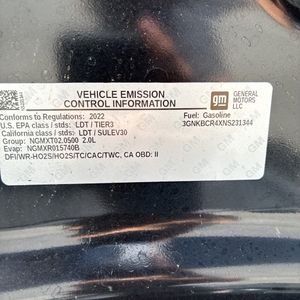 VEHICLE EMISSION
CONTROL INFORMATION
gm
GENERAL
MOTORS
LLC
Conforms to Regulations: 2022
Fuel: Gasoline
U.S. EPA class / stds: LDT / TIER3
3GNKBCR4XNS231344
California class / stds: LDT / SULEV30
Group: NGMXT02.0500 2.0L
Evap: NGMXR015740B
DFI/WR-HO2S/HO2S/TC/CAC/TWC, CA OBD: II